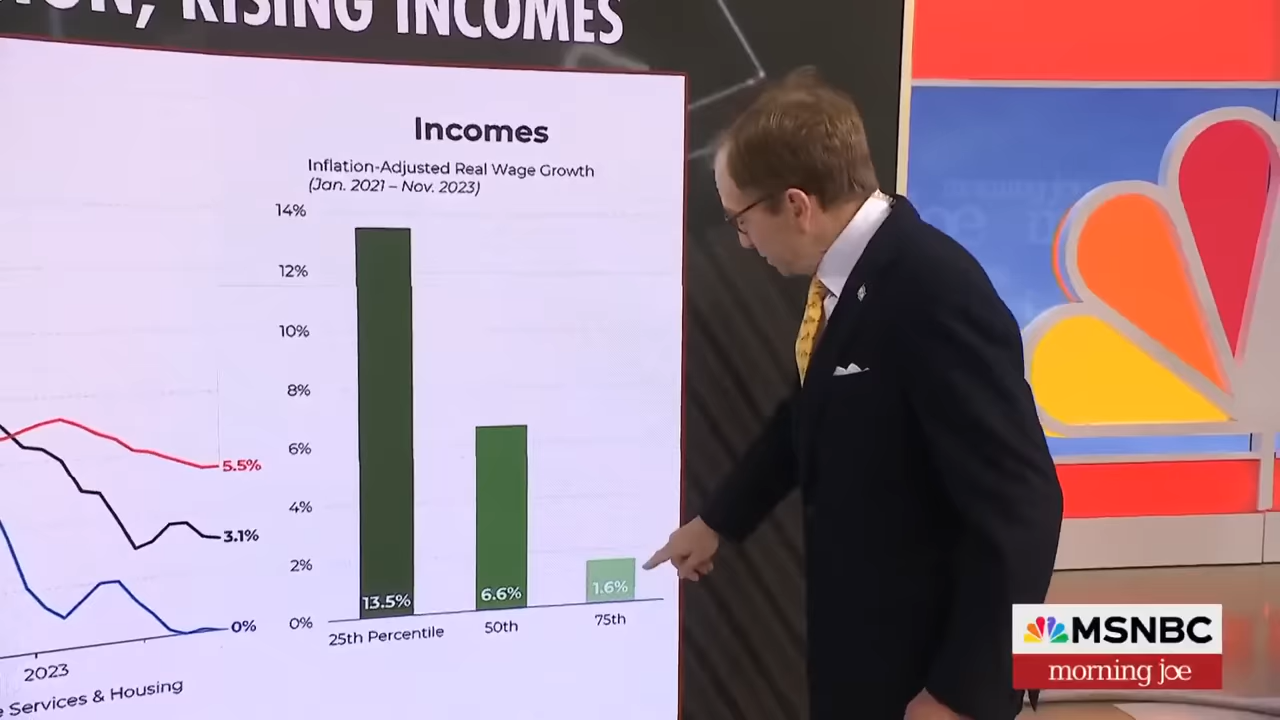 RISING INCOMES
Incomes
Inflation-Adjusted Real Wage Growth
(Jan. 2021 – Nov. 2023)
14%
12%
10%
8%
6%
4%
2%
0%
13.5%
6.6%
1.6%
25th Percentile
50th
75th
5.5%
3.1%
0%
2023
Services & Housing
MSNBC
morning joe